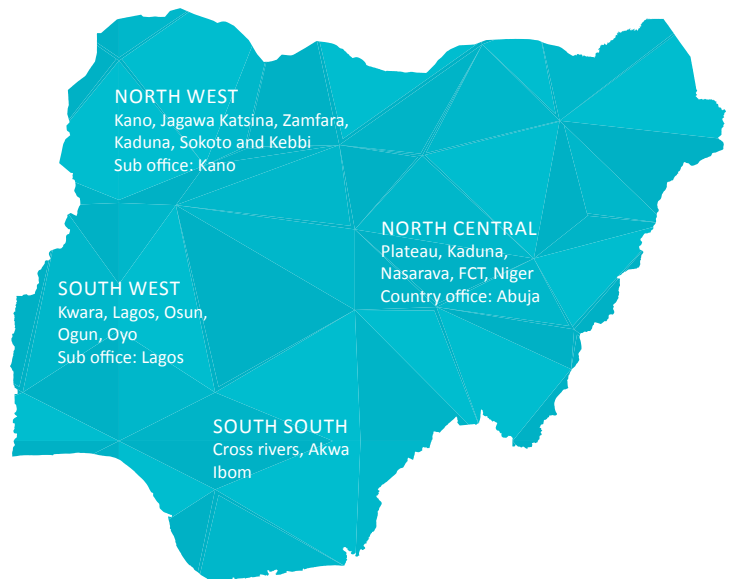 NORTH WEST
Kano, Jagawa Katsina, Zamfara,
Kaduna, Sokoto and Kebbi
Sub office: Kano
NORTH CENTRAL
Plateau, Kaduna,
Nasarava, FCT, Niger
Country office: Abuja
SOUTH WEST
Kwara, Lagos, Osun,
Ogun, Oyo
Sub office: Lagos
SOUTH SOUTH
Cross rivers, Akwa
Ibom